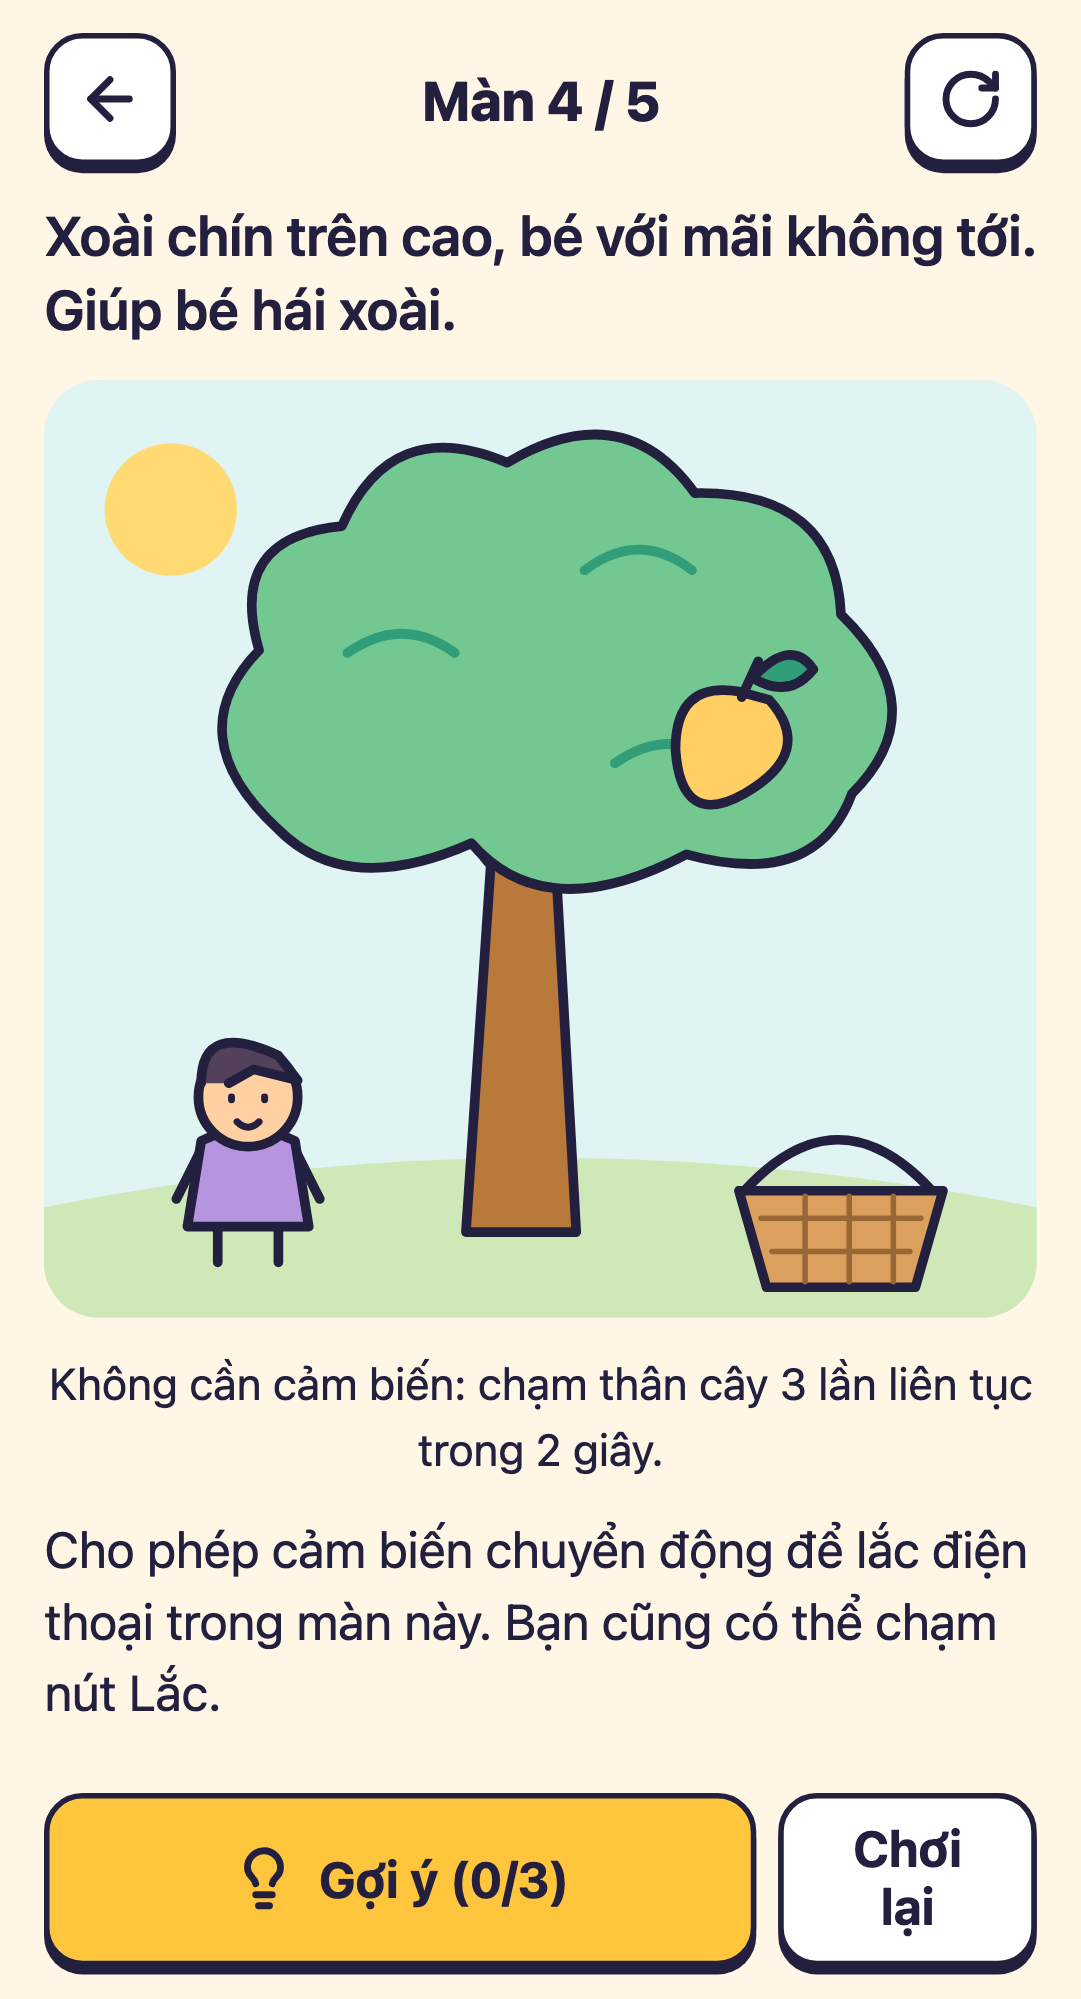 Màn 4 / 5
Xoài chín trên cao, bé với mãi không tới.
Giúp bé hái xoài.
Không cần cảm biến: chạm thân cây 3 lần liên tục
trong 2 giây.
Cho phép cảm biến chuyển động để lắc điện
thoại trong màn này. Bạn cũng có thể chạm
nút Lắc.
Gợi ý (0/3)
Chơi
lại